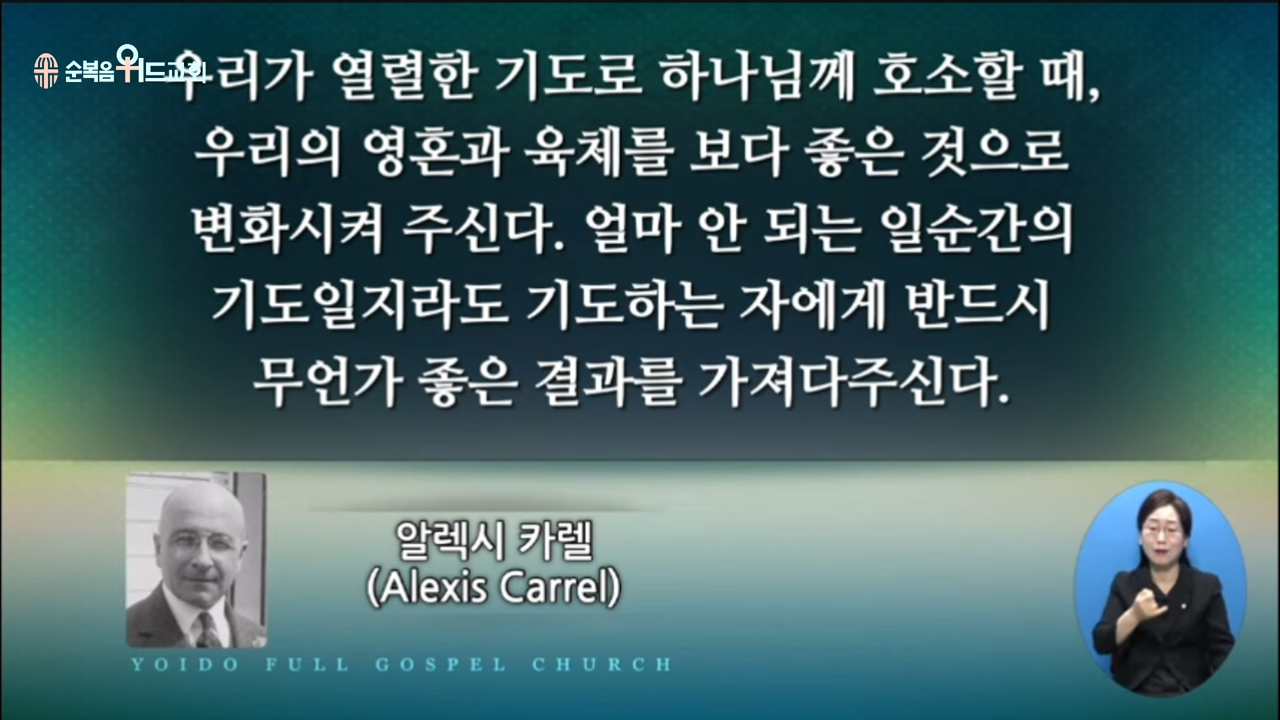 순복음위드교회
우리가 열렬한 기도로 하나님께 호소할 때,
우리의 영혼과 육체를 보다 좋은 것으로
변화시켜 주신다. 얼마 안 되는 일순간의
기도일지라도 기도하는 자에게 반드시
무언가 좋은 결과를 가져다주신다.
알렉시 카렐
(Alexis Carrel)
YOIDO FULL GOSPEL CHURCH